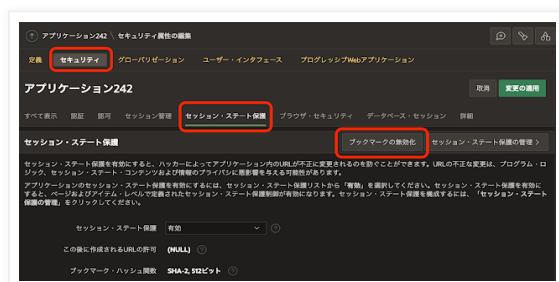 アプリケーション242 \ セキュリティ属性の編集
定義 セキュリティ グローバリゼーション ユーザー・インタフェース プログレッシブWebアプリケーション
アプリケーション242 取消 変更の適用
すべて表示 認証 認可 セッション管理 セッション・ステート保護 ブラウザ・セキュリティ データベース・セッション 詳細
セッション・ステート保護 ブックマークの無効化 セッション・ステート保護の管理 >
セッション・ステート保護を有効にすると、ハッカーによってアプリケーション内のURLが不正に変更されるのを防ぐことができます。URLの不正な変更は、プログラム・ロ
ジック、セッション・ステート・コンテンツおよび情報のプライバシに悪影響を与える可能性があります。
アプリケーションのセッション・ステート保護を有効にするには、セッション・ステート保護リストから「有効」を選択してください。セッション・ステート保護を有効に
すると、ページおよびアイテム・レベルで定義されたセッション・ステート保護制御が有効になります。セッション・ステート保護を構成するには、「セッション・ステート
保護の管理」をクリックしてください。
セッション・ステート保護 有効
この後に作成されるURLの許可 (NULL)
ブックマーク・ハッシュ関数 SHA-2, 512ビット